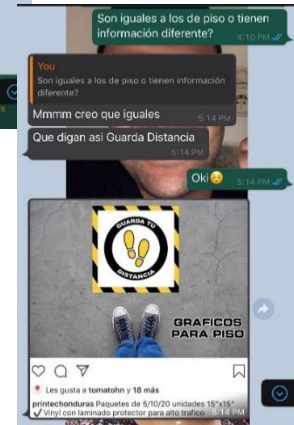 Son iguales a los de piso o tienen
información diferente?
4:10 PM
You
Son iguales a los de piso o tienen información
diferente?
Mmmm creo que iguales
5:14 PM
Que digan asi Guarda Distancia
5:14 PM
Oki
5:14 PM
GUARDA TU
DISTANCIA
GRAFICOS
PARA PISO
Les gusta a tomatohn y 18 más
printechonduras Paquetes de 5/10/20 unidades 15"x15"
Vinyl con laminado protector para alto trafico
5:14 PM